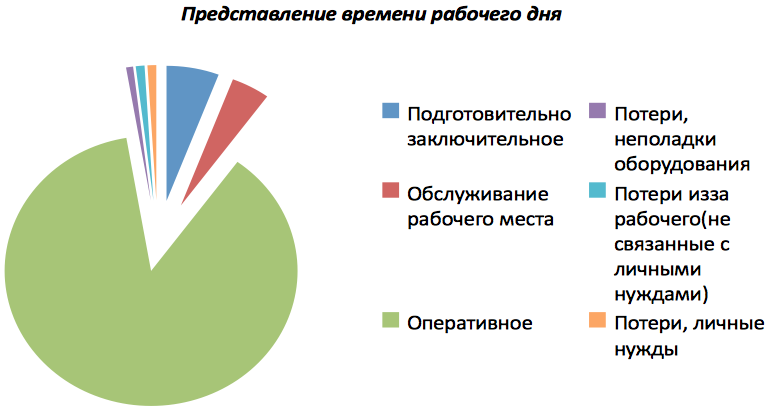 Представление времени рабочего дня
Подготовительно
заключительное
Обслуживание
рабочего места
Оперативное
Потери,
неполадки
оборудования
Потери изза
рабочего(не
связанные с
личными
нуждами)
Потери, личные
нужды